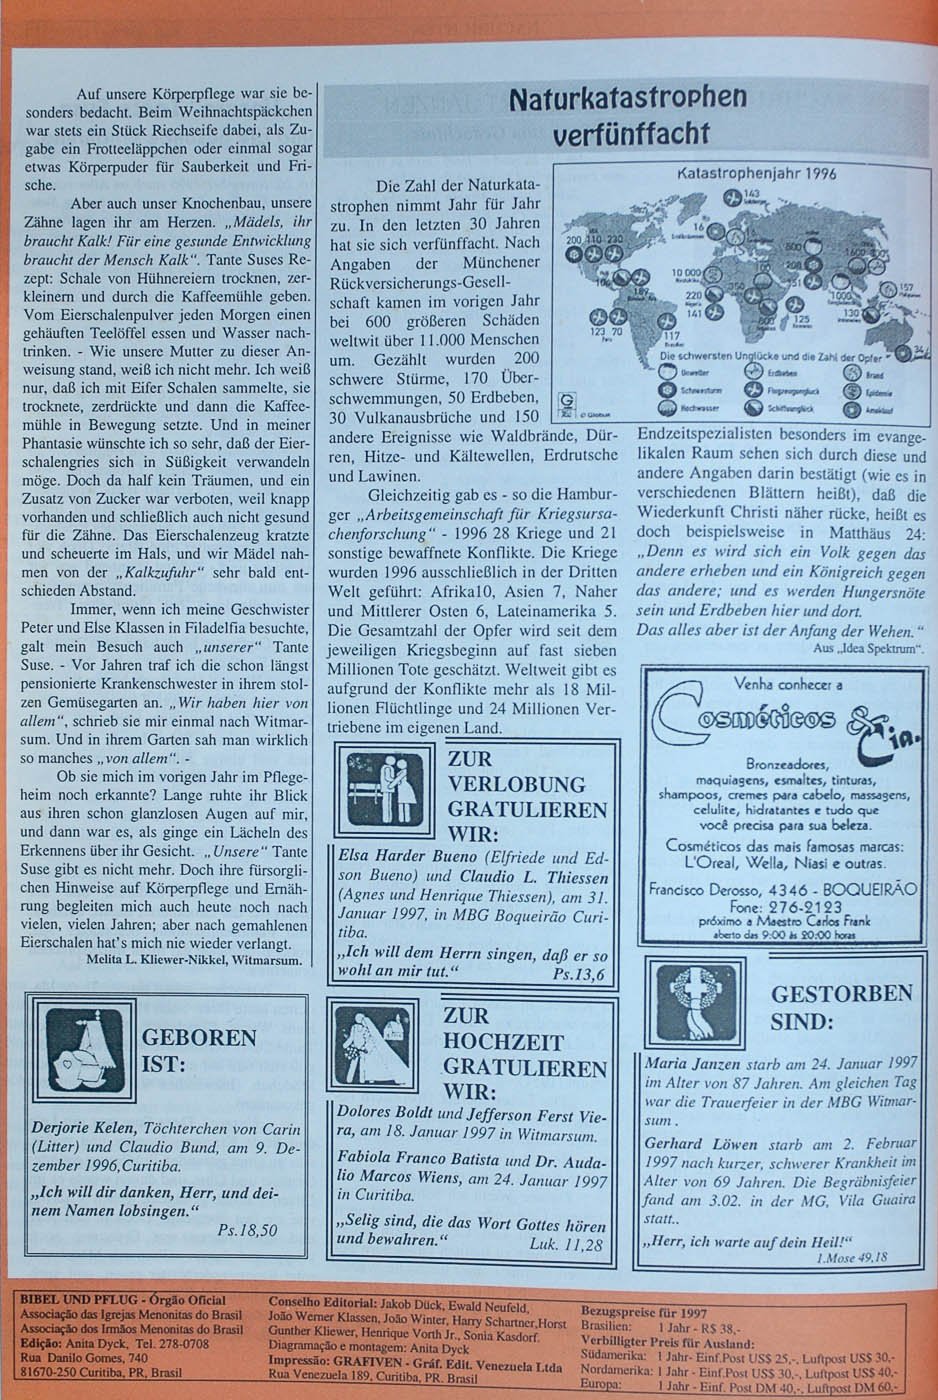 Auf unsere Körperpflege war sie be-
sonders bedacht. Beim Weihnachtspäckchen
war stets ein Stück Riechseife dabei, als Zu-
gabe ein Frotteeläppchen oder einmal sogar
etwas Körperpuder für Sauberkeit und Fri-
sche.
Aber auch unser Knochenbau, unsere
Zähne lagen ihr am Herzen. „Mädels, ihr
braucht Kalk! Für eine gesunde Entwicklung
braucht der Mensch Kalk“. Tante Suses Re-
zept: Schale von Hühnereiern trocknen, zer-
kleinern und durch die Kaffeemühle geben.
Vom Eierschalenpulver jeden Morgen einen
gehäuften Teelöffel essen und Wasser nach-
trinken. - Wie unsere Mutter zu dieser An-
weisung stand, weiß ich nicht mehr. Ich weiß
nur, daß ich mit Eifer Schalen sammelte, sie
trocknete, zerdrückte und dann die Kaffee-
mühle in Bewegung setzte. Und in meiner
Phantasie wünschte ich so sehr, daß der Eier-
schalengries sich in Süßigkeit verwandeln
möge. Doch da half kein Träumen, und ein
Zusatz von Zucker war verboten, weil knapp
vorhanden und schließlich auch nicht gesund
für die Zähne. Das Eierschalenzeug kratzte
und scheuerte im Hals, und wir Mädel nah-
men von der „Kalkzufuhr“ sehr bald ent-
schieden Abstand.
Immer, wenn ich meine Geschwister
Peter und Else Klassen in Filadelfia besuchte,
galt mein Besuch auch „unserer“ Tante
Suse. - Vor Jahren traf ich die schon längst
pensionierte Krankenschwester in ihrem stol-
zen Gemüsegarten an. „Wir haben hier von
allem“, schrieb sie mir einmal nach Witmar-
sum. Und in ihrem Garten sah man wirklich
so manches „von allem“. -
Ob sie mich im vorigen Jahr im Pflege-
heim noch erkannte? Lange ruhte ihr Blick
aus ihren schon glanzlosen Augen auf mir,
und dann war es, als ginge ein Lächeln des
Erkennens über ihr Gesicht. „Unsere“ Tante
Suse gibt es nicht mehr. Doch ihre fürsorgli-
chen Hinweise auf Körperpflege und Ernäh-
rung begleiten mich auch heute noch nach
vielen, vielen Jahren; aber nach gemahlenen
Eierschalen hat's mich nie wieder verlangt.
Melita L. Kliewer-Nikkel, Witmarsum.
Naturkatastrophen
verfünffacht
Die Zahl der Naturkata-
strophen nimmt Jahr für Jahr
zu. In den letzten 30 Jahren
hat sie sich verfünffacht. Nach
Angaben der Münchener
Rückversicherungs-Gesell-
schaft kamen im vorigen Jahr
bei 600 größeren Schäden
weltweit über 11.000 Menschen
um. Gezählt wurden 200
schwere Stürme, 170 Über-
schwemmungen, 50 Erdbeben,
30 Vulkanausbrüche und 150
andere Ereignisse wie Waldbrände, Dür-
ren, Hitze- und Kältewellen, Erdrutsche
und Lawinen.
Gleichzeitig gab es - so die Hambur-
ger „Arbeitsgemeinschaft für Kriegsursa-
chenforschung“ - 1996 28 Kriege und 21
sonstige bewaffnete Konflikte. Die Kriege
wurden 1996 ausschließlich in der Dritten
Welt geführt: Afrika10, Asien 7, Naher
und Mittlerer Osten 6, Lateinamerika 5.
Die Gesamtzahl der Opfer wird seit dem
jeweiligen Kriegsbeginn auf fast sieben
Millionen Tote geschätzt. Weltweit gibt es
aufgrund der Konflikte mehr als 18 Mil-
lionen Flüchtlinge und 24 Millionen Ver-
triebene im eigenen Land.
Katastrophenjahr 1996
143
16
200 110 230
10 000
220
141
189
123 70
117
125
1000
130
157
Die schwersten Unglücke und die Zahl der Opfer
Unwetter
Erdbeben
Brand
Schneesturm
Flugzeugunglück
Epidemie
Hochwasser
Schiffsunglück
Amoklauf
© Globus
Endzeitspezialisten besonders im evange-
likalen Raum sehen sich durch diese und
andere Angaben darin bestätigt (wie es in
verschiedenen Blättern heißt), daß die
Wiederkunft Christi näher rücke, heißt es
doch beispielsweise in Matthäus 24:
„Denn es wird sich ein Volk gegen das
andere erheben und ein Königreich gegen
das andere; und es werden Hungersnöte
sein und Erdbeben hier und dort.
Das alles aber ist der Anfang der Wehen.“
Aus „Idea Spektrum“.
Venha conhecer a
Cosméticos & Cia.
Bronzeadores,
maquiagens, esmaltes, tinturas,
shampoos, cremes para cabelo, massagens,
celulite, hidratantes e tudo que
você precisa para sua beleza.
Cosméticos das mais famosas marcas:
L'Oreal, Wella, Niasi e outras.
Francisco Derosso, 4346 - BOQUEIRÃO
Fone: 276-2123
próximo a Maestro Carlos Frank
aberto das 9:00 às 20:00 horas
ZUR
VERLOBUNG
GRATULIEREN
WIR:
Elsa Harder Bueno (Elfriede und Ed-
son Bueno) und Claudio L. Thiessen
(Agnes und Henrique Thiessen), am 31.
Januar 1997, in MBG Boqueirão Curi-
tiba.
„Ich will dem Herrn singen, daß er so
wohl an mir tut.“ Ps.13,6
GEBOREN
IST:
Derjorie Kelen, Töchterchen von Carin
(Litter) und Claudio Bund, am 9. De-
zember 1996,Curitiba.
„Ich will dir danken, Herr, und dei-
nem Namen lobsingen.“
Ps.18,50
ZUR
HOCHZEIT
GRATULIEREN
WIR:
Dolores Boldt und Jefferson Ferst Vie-
ra, am 18. Januar 1997 in Witmarsum.
Fabiola Franco Batista und Dr. Auda-
lio Marcos Wiens, am 24. Januar 1997
in Curitiba.
„Selig sind, die das Wort Gottes hören
und bewahren.“ Luk. 11,28
GESTORBEN
SIND:
Maria Janzen starb am 24. Januar 1997
im Alter von 87 Jahren. Am gleichen Tag
war die Trauerfeier in der MBG Witmar-
sum .
Gerhard Löwen starb am 2. Februar
1997 nach kurzer, schwerer Krankheit im
Alter von 69 Jahren. Die Begräbnisfeier
fand am 3.02. in der MG, Vila Guaira
statt..
„Herr, ich warte auf dein Heil!“
1.Mose 49,18
BIBEL UND PFLUG - Órgão Oficial
Associação das Igrejas Menonitas do Brasil
Associação dos Irmãos Menonitas do Brasil
Edição: Anita Dyck, Tel. 278-0708
Rua Danilo Gomes, 740
81670-250 Curitiba, PR, Brasil
Conselho Editorial: Jakob Dück, Ewald Neufeld,
João Werner Klassen, João Winter, Harry Schartner,Horst
Gunther Kliewer, Henrique Vorth Jr., Sonia Kasdorf.
Diagramação e montagem: Anita Dyck
Impressão: GRAFIVEN - Gráf. Edit. Venezuela Ltda
Rua Venezuela 189, Curitiba, PR. Brasil
Bezugspreise für 1997
Brasilien: 1 Jahr - R$ 38,-
Verbilligter Preis für Ausland:
Südamerika: 1 Jahr- Einf.Post US$ 25,-, Luftpost US$ 30,-
Nordamerika: 1 Jahr - Einf. Post US$ 30,-, Luftpost US$ 40,-
Europa: 1 Jahr - Einf. Post DM 40,-, Luftpost DM 60,-